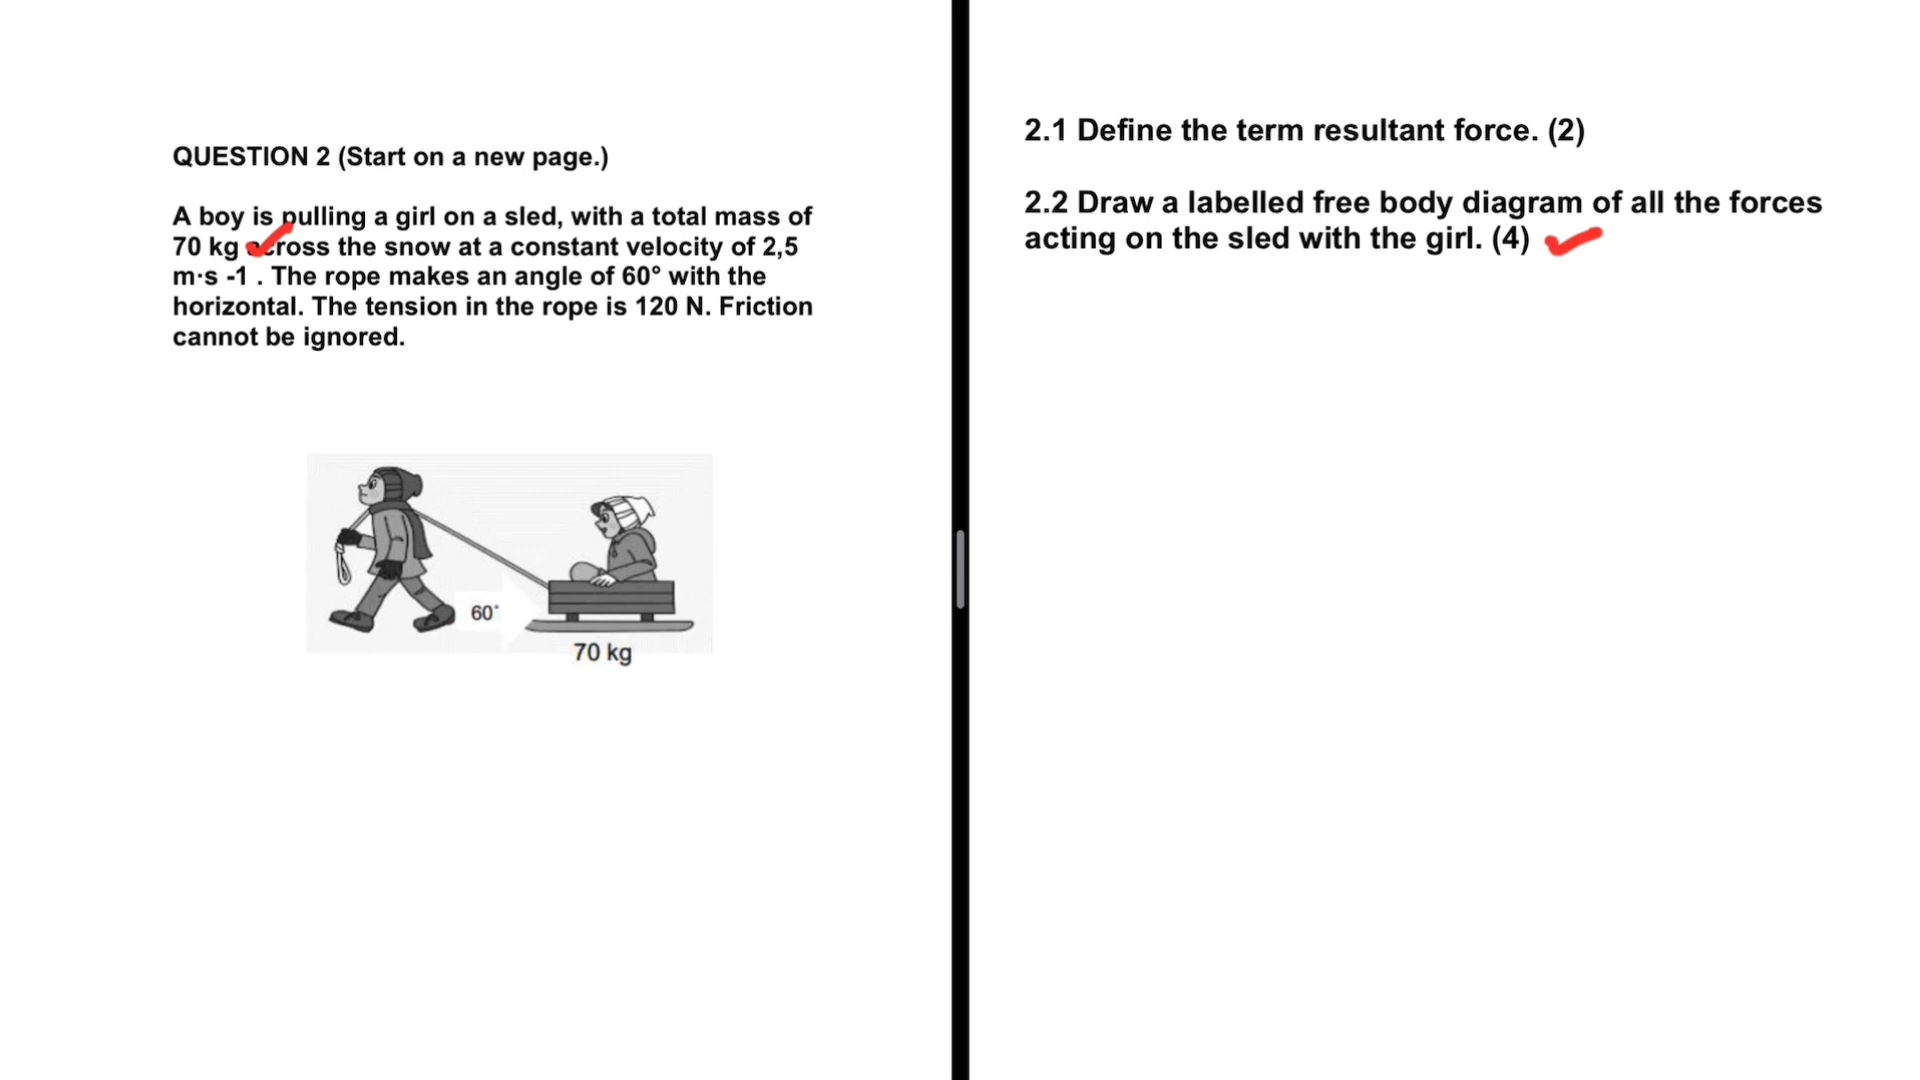 QUESTION 2 (Start on a new page.)
A boy is pulling a girl on a sled, with a total mass of
70 kg across the snow at a constant velocity of 2,5
m·s -1 . The rope makes an angle of 60° with the
horizontal. The tension in the rope is 120 N. Friction
cannot be ignored.
60°
70 kg
2.1 Define the term resultant force. (2)
2.2 Draw a labelled free body diagram of all the forces
acting on the sled with the girl. (4)